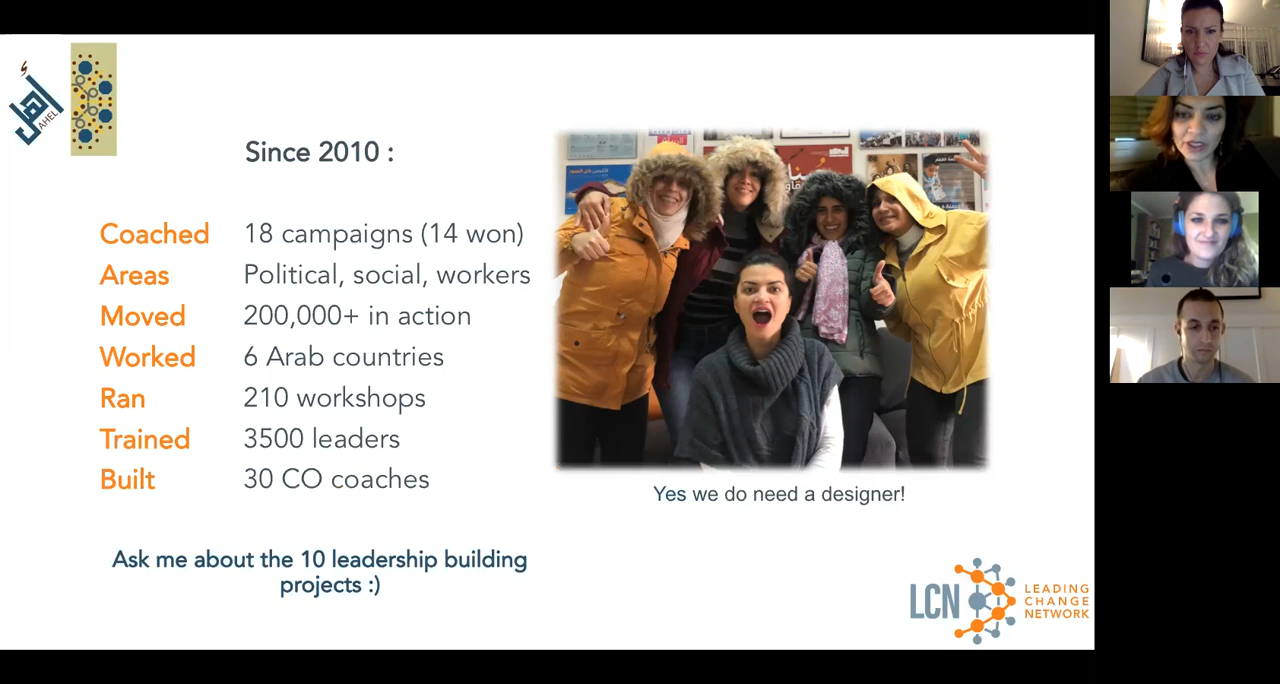 AHEL
Since 2010 :
Coached 18 campaigns (14 won)
Areas Political, social, workers
Moved 200,000+ in action
Worked 6 Arab countries
Ran 210 workshops
Trained 3500 leaders
Built 30 CO coaches
Yes we do need a designer!
Ask me about the 10 leadership building
projects :)
LCN
LEADING
CHANGE
NETWORK